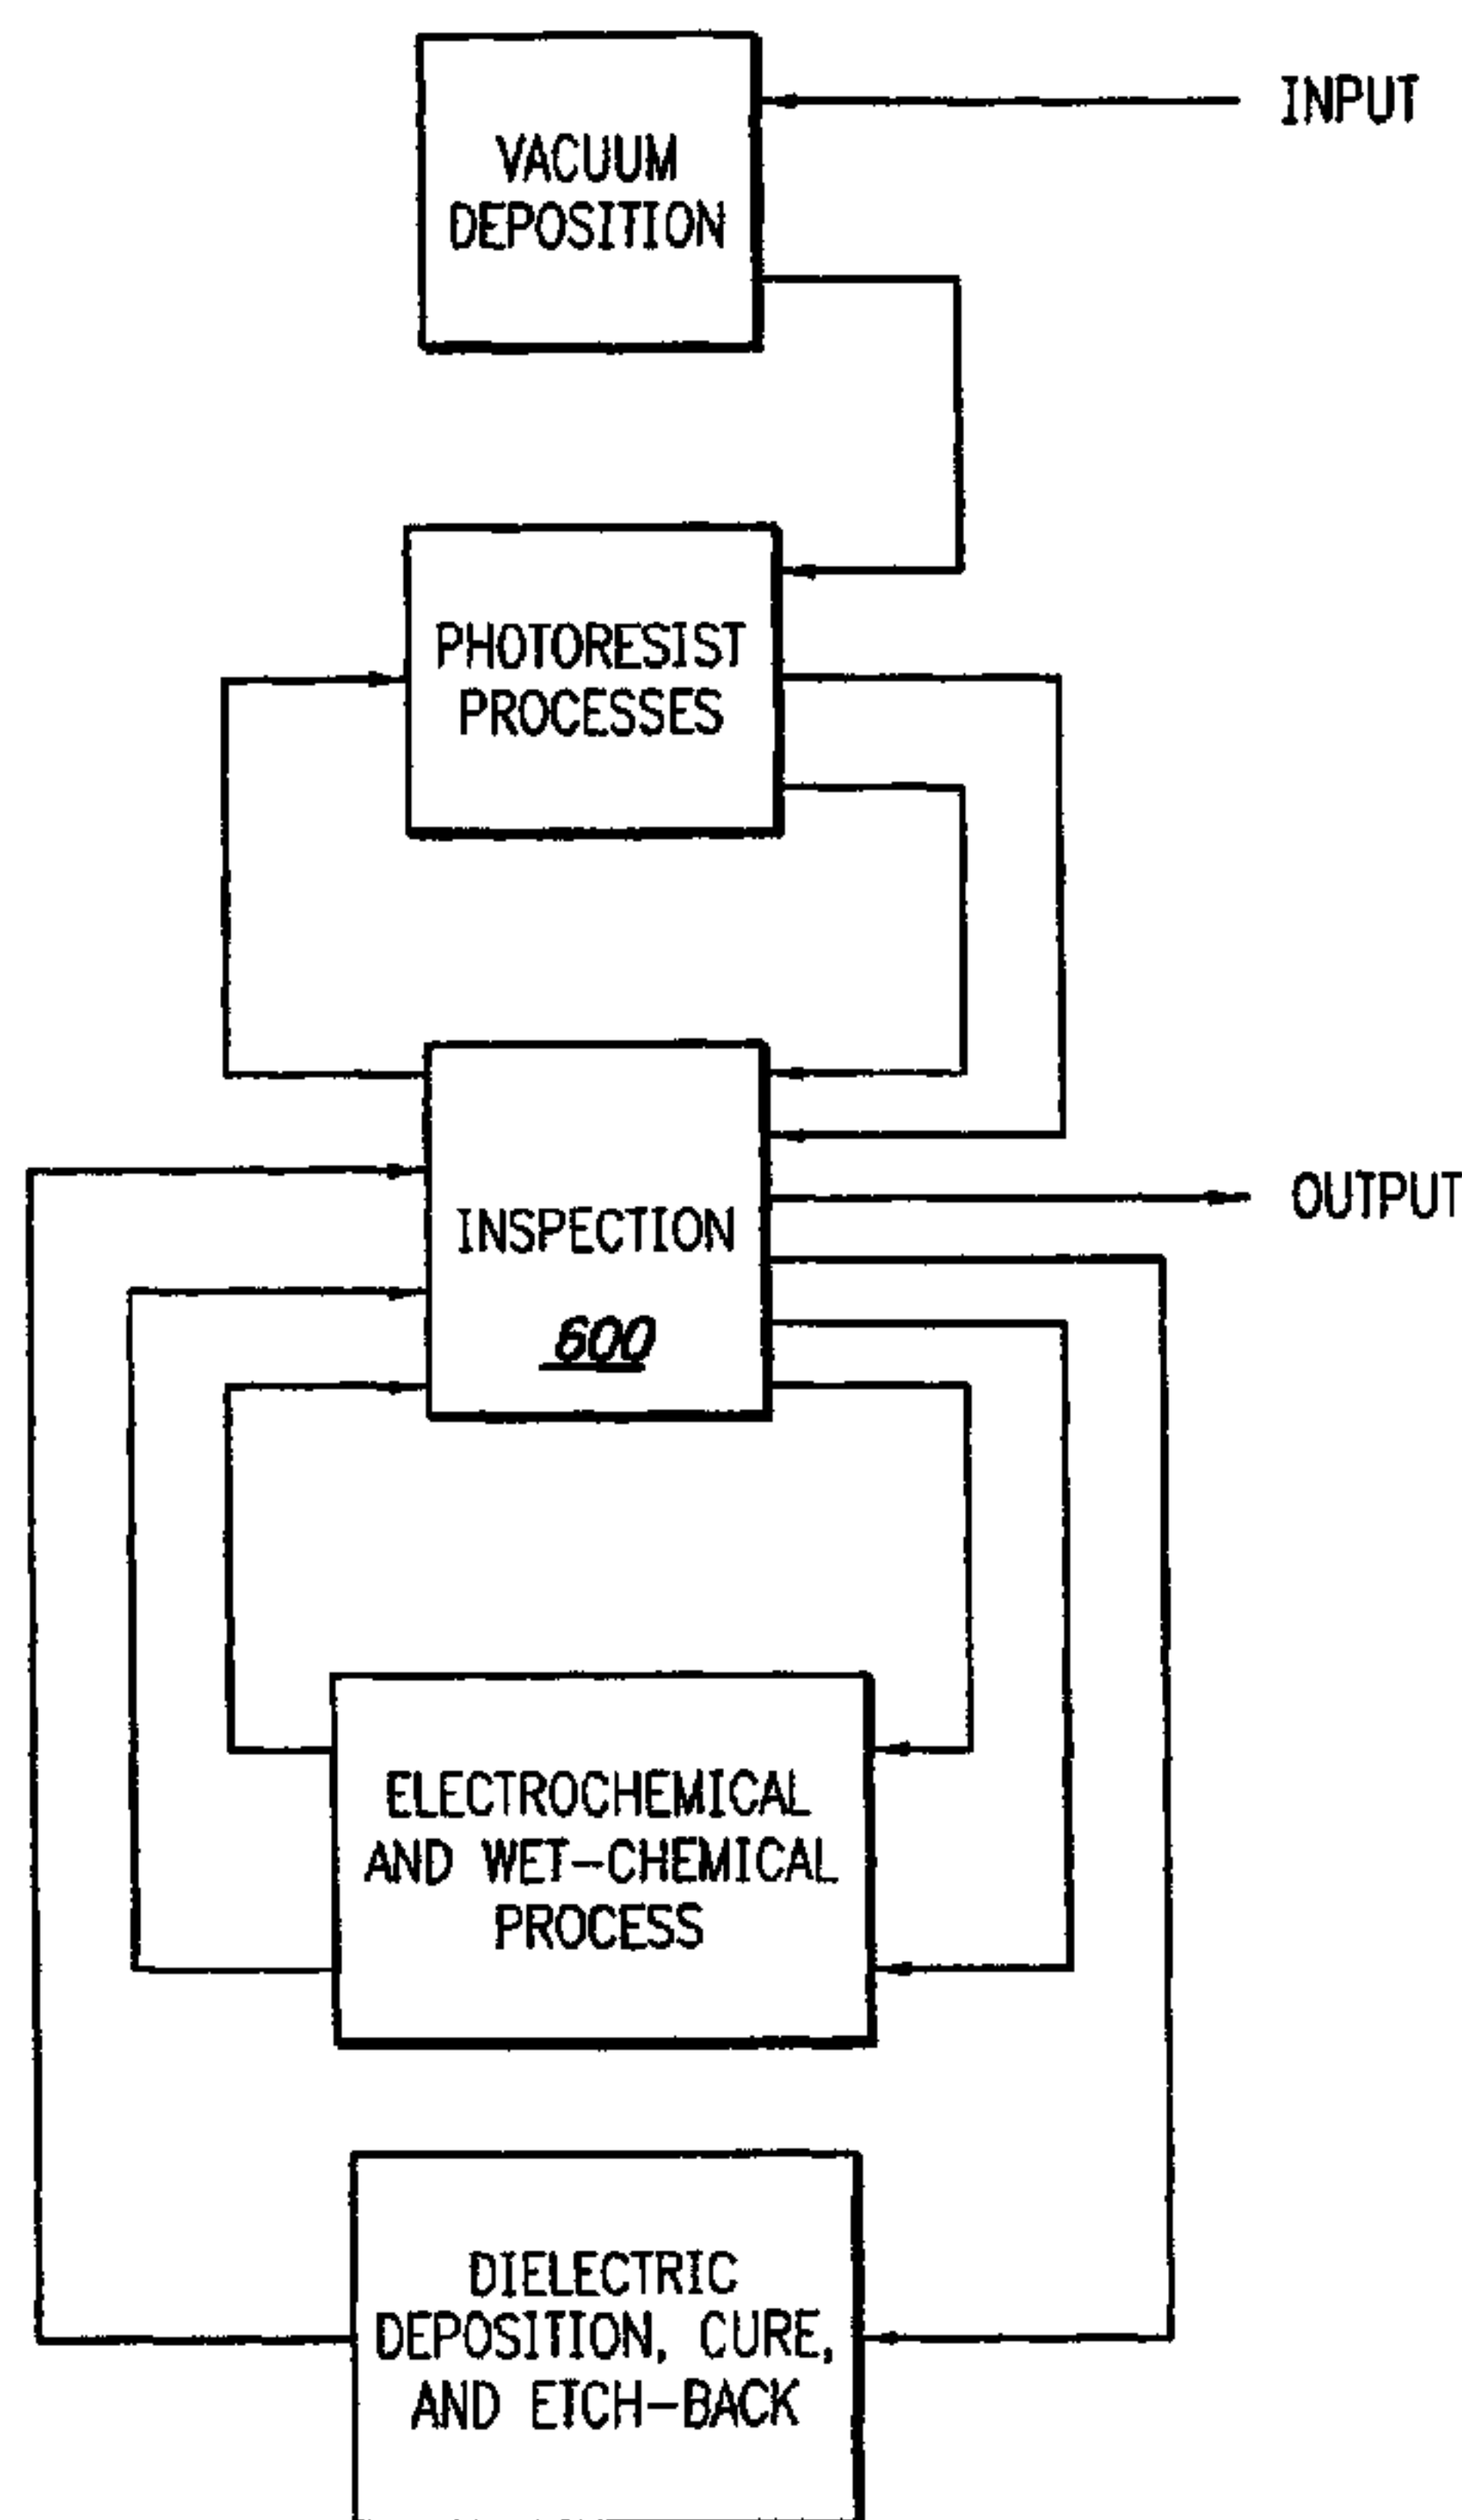 INPUT
VACUUM
DEPOSITION
PHOTORESIST
PROCESSES
INSPECTION
600
OUTPUT
ELECTROCHEMICAL
AND WET-CHEMICAL
PROCESS
DIELECTRIC
DEPOSITION, CURE,
AND ETCH-BACK